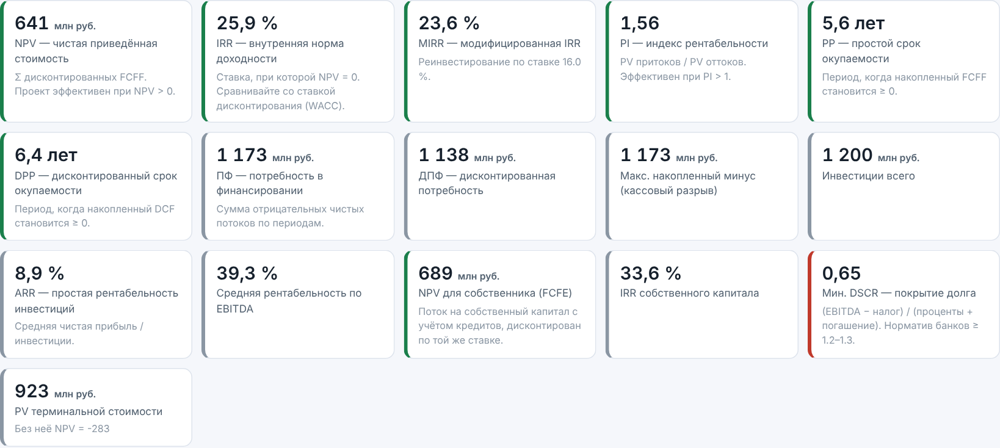 641 млн руб.
NPV — чистая приведённая
стоимость
Σ дисконтированных FCFF.
Проект эффективен при NPV > 0.
25,9 %
IRR — внутренняя норма
доходности
Ставка, при которой NPV = 0.
Сравнивайте со ставкой
дисконтирования (WACC).
23,6 %
MIRR — модифицированная IRR
Реинвестирование по ставке 16.0
%.
1,56
PI — индекс рентабельности
PV притоков / PV оттоков.
Эффективен при PI > 1.
5,6 лет
PP — простой срок
окупаемости
Период, когда накопленный FCFF
становится ≥ 0.
6,4 лет
DPP — дисконтированный срок
окупаемости
Период, когда накопленный DCF
становится ≥ 0.
1 173 млн руб.
ПФ — потребность в
финансировании
Сумма отрицательных чистых
потоков по периодам.
1 138 млн руб.
ДПФ — дисконтированная
потребность
1 173 млн руб.
Макс. накопленный минус
(кассовый разрыв)
1 200 млн руб.
Инвестиции всего
8,9 %
ARR — простая рентабельность
инвестиций
Средняя чистая прибыль /
инвестиции.
39,3 %
Средняя рентабельность по
EBITDA
689 млн руб.
NPV для собственника (FCFE)
Поток на собственный капитал с
учётом кредитов, дисконтирован
по той же ставке.
33,6 %
IRR собственного капитала
0,65
Мин. DSCR — покрытие долга
(EBITDA − налог) / (проценты +
погашение). Норматив банков ≥
1.2–1.3.
923 млн руб.
PV терминальной стоимости
Без неё NPV = -283